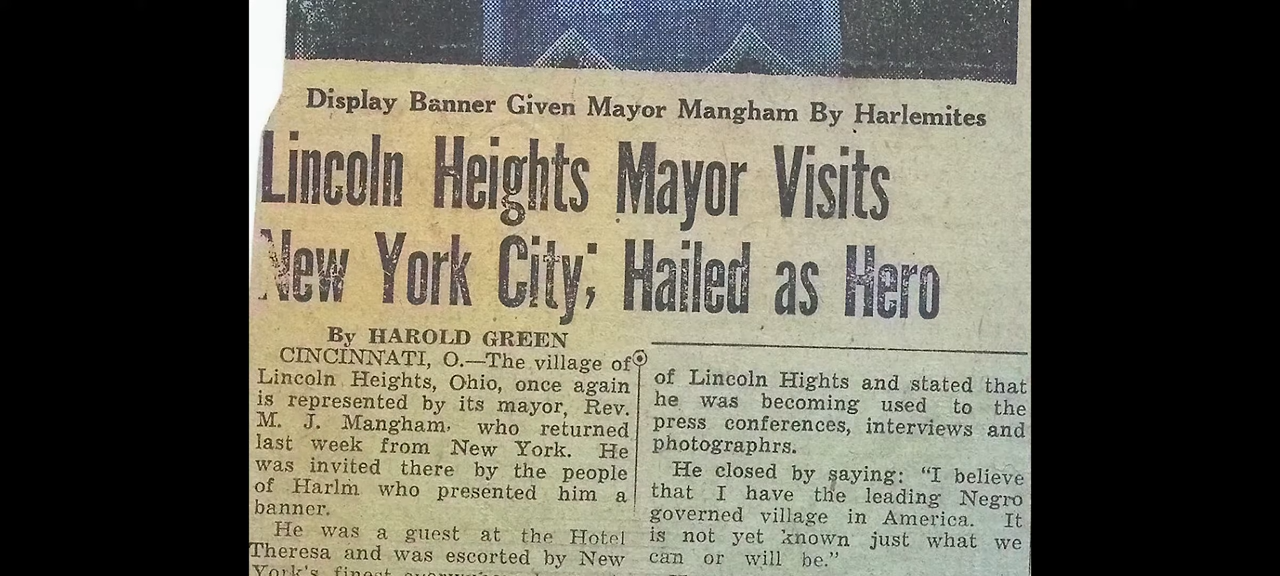 Display Banner Given Mayor Mangham By Harlemites
Lincoln Heights Mayor Visits
New York City; Hailed as Hero
By HAROLD GREEN
CINCINNATI, O.—The village of
Lincoln Heights, Ohio, once again
is represented by its mayor, Rev.
M. J. Mangham, who returned
last week from New York. He
was invited there by the people
of Harlm who presented him a
banner.
He was a guest at the Hotel
Theresa and was escorted by New
York's finest
of Lincoln Hights and stated that
he was becoming used to the
press conferences, interviews and
photographrs.
He closed by saying: “I believe
that I have the leading Negro
governed village in America. It
is not yet known just what we
can or will be.”